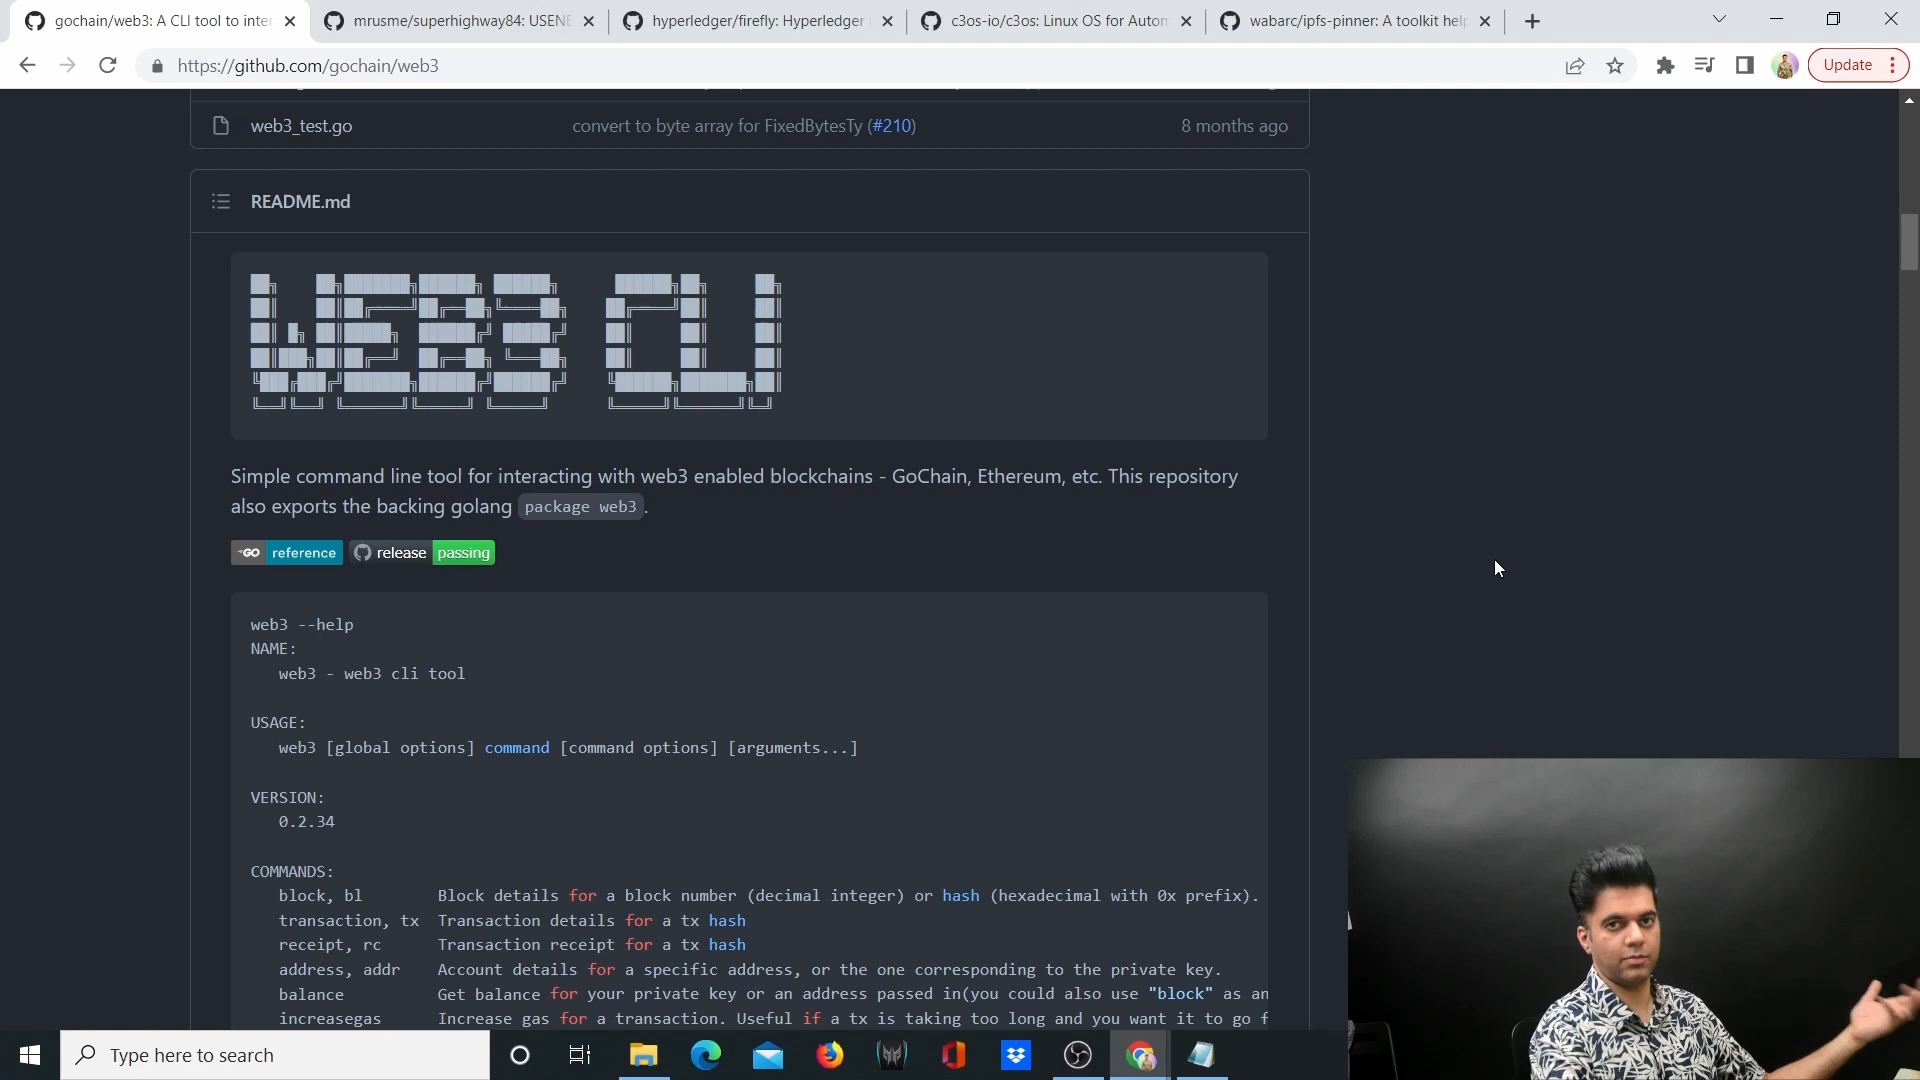 gochain/web3: A CLI tool to inter
mrusme/superhighway84: USENE
hyperledger/firefly: Hyperledger
c3os-io/c3os: Linux OS for Autom
wabarc/ipfs-pinner: A toolkit help
https://github.com/gochain/web3
Update
web3_test.go convert to byte array for FixedBytesTy (#210) 8 months ago
README.md
WEB3 CLI
Simple command line tool for interacting with web3 enabled blockchains - GoChain, Ethereum, etc. This repository
also exports the backing golang package web3.
GO reference release passing
web3 --help
NAME:
web3 - web3 cli tool
USAGE:
web3 [global options] command [command options] [arguments...]
VERSION:
0.2.34
COMMANDS:
block, bl Block details for a block number (decimal integer) or hash (hexadecimal with 0x prefix).
transaction, tx Transaction details for a tx hash
receipt, rc Transaction receipt for a tx hash
address, addr Account details for a specific address, or the one corresponding to the private key.
balance Get balance for your private key or an address passed in(you could also use "block" as an
increasegas Increase gas for a transaction. Useful if a tx is taking too long and you want it to go f
Type here to search